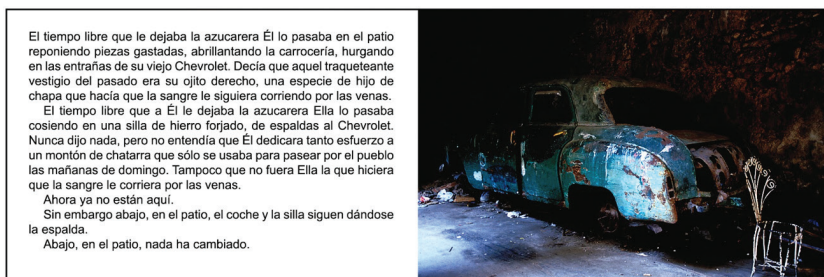 El tiempo libre que le dejaba la azucarera Él lo pasaba en el patio
reponiendo piezas gastadas, abrillantando la carrocería, hurgando
en las entrañas de su viejo Chevrolet. Decía que aquel traqueteante
vestigio del pasado era su ojito derecho, una especie de hijo de
chapa que hacía que la sangre le siguiera corriendo por las venas.
El tiempo libre que a Él le dejaba la azucarera Ella lo pasaba
cosiendo en una silla de hierro forjado, de espaldas al Chevrolet.
Nunca dijo nada, pero no entendía que Él dedicara tanto esfuerzo a
un montón de chatarra que sólo se usaba para pasear por el pueblo
las mañanas de domingo. Tampoco que no fuera Ella la que hiciera
que la sangre le corriera por las venas.
Ahora ya no están aquí.
Sin embargo abajo, en el patio, el coche y la silla siguen dándose
la espalda.
Abajo, en el patio, nada ha cambiado.